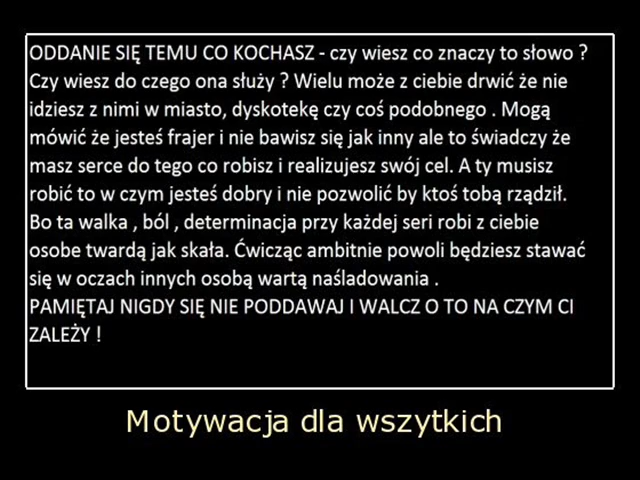 ODDANIE SIĘ TEMU CO KOCHASZ - czy wiesz co znaczy to słowo ?
Czy wiesz do czego ona służy ? Wielu może z ciebie drwić że nie
idziesz z nimi w miasto, dyskotekę czy coś podobnego . Mogą
mówić że jesteś frajer i nie bawisz się jak inny ale to świadczy że
masz serce do tego co robisz i realizujesz swój cel. A ty musisz
robić to w czym jesteś dobry i nie pozwolić by ktoś tobą rządził.
Bo ta walka , ból , determinacja przy każdej seri robi z ciebie
osobe twardą jak skała. Ćwicząc ambitnie powoli będziesz stawać
się w oczach innych osobą wartą naśladowania .
PAMIĘTAJ NIGDY SIĘ NIE PODDAWAJ I WALCZ O TO NA CZYM CI
ZALEŻY !
Motywacja dla wszytkich